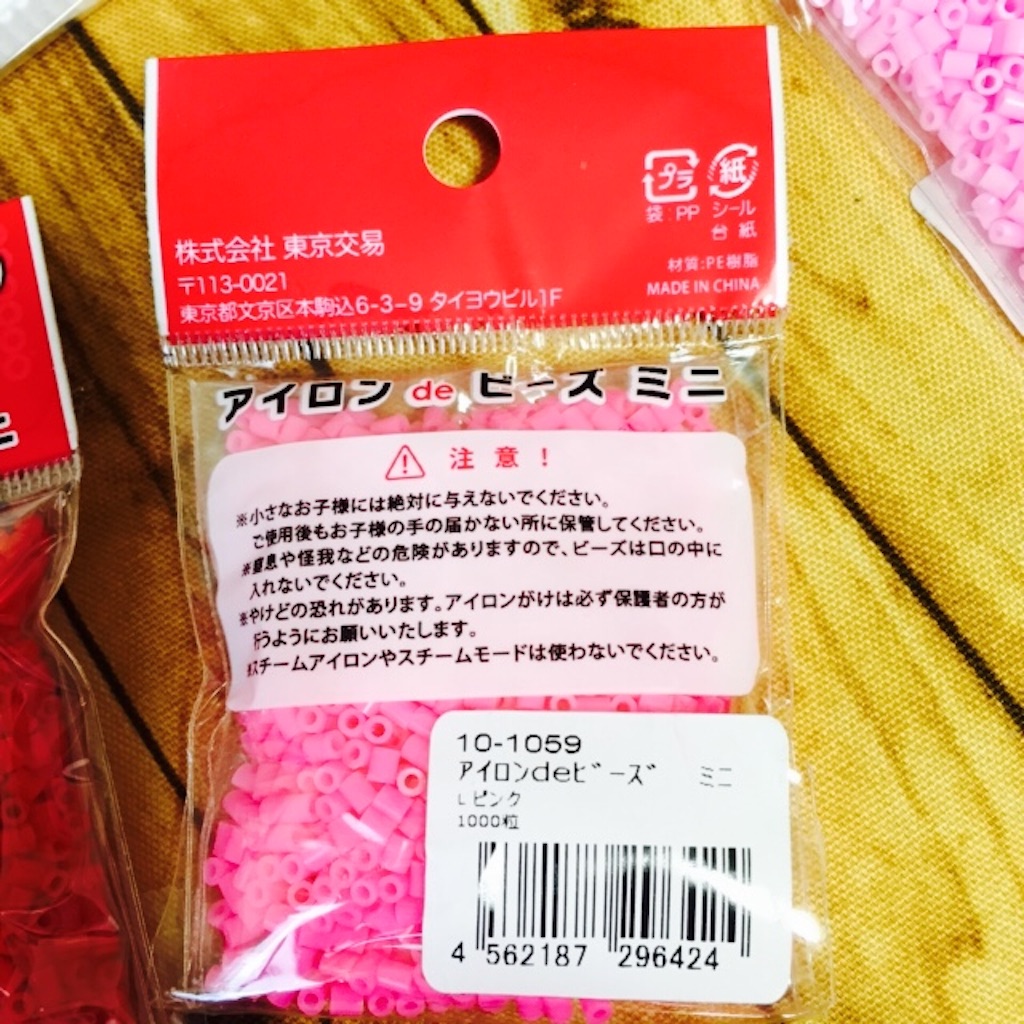 プラ
紙
袋:PP シール
台 紙
株式会社 東京交易
〒113-0021
東京都文京区本駒込6-3-9 タイヨウビル1F
材質:PE樹脂
MADE IN CHINA
アイロン de ビーズ ミニ
注 意 !
※小さなお子様には絶対に与えないでください。
ご使用後もお子様の手の届かない所に保管してください。
※窒息や怪我などの危険がありますので、ビーズは口の中に
入れないでください。
※やけどの恐れがあります。アイロンがけは必ず保護者の方が
行うようにお願いいたします。
※スチームアイロンやスチームモードは使わないでください。
10-1059
アイロンdeビーズ ミニ
L ピンク
1000粒
4 562187 296424
ニ